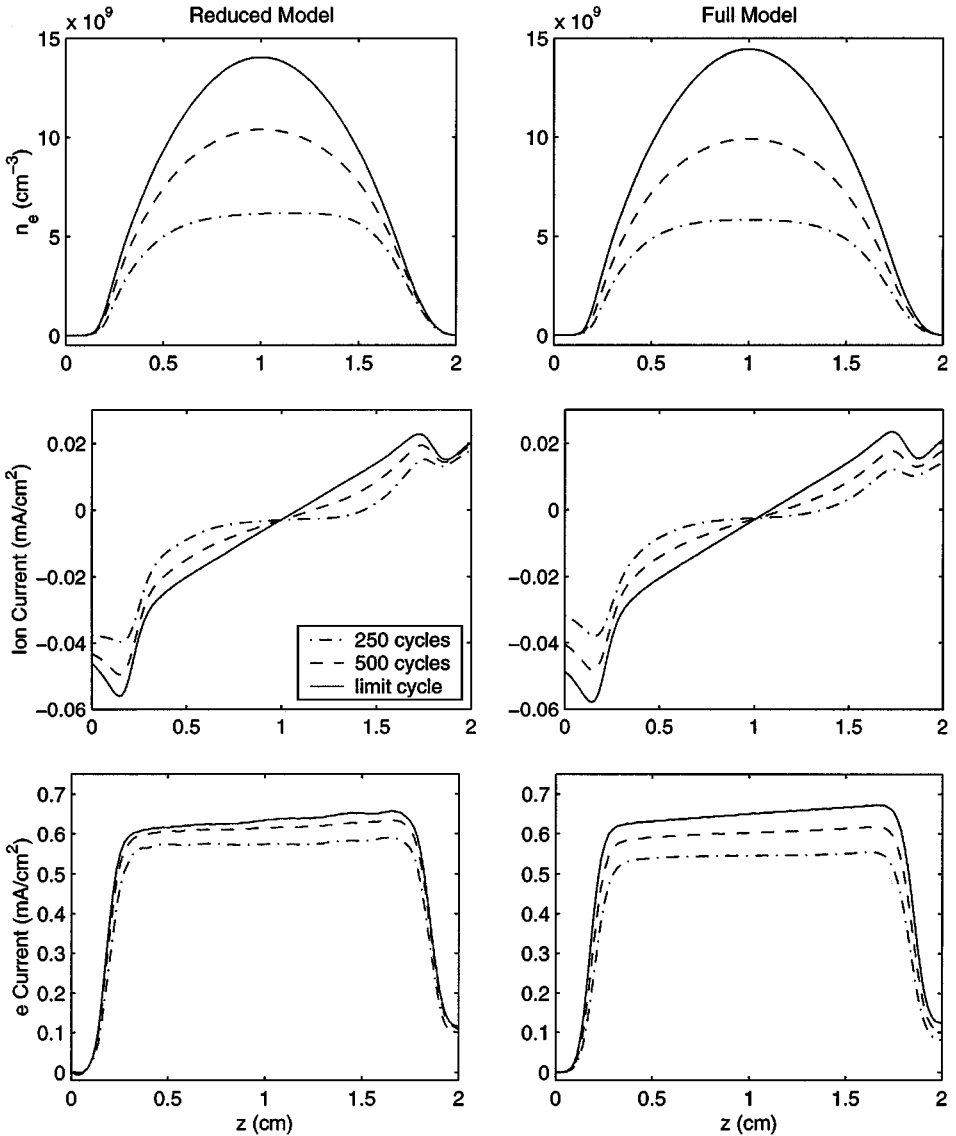 Reduced Model
Full Model
x 10^9
15
10
5
0
n_e (cm^−3)
0 0.5 1 1.5 2
x 10^9
15
10
5
0
0 0.5 1 1.5 2
0.02
0
−0.02
−0.04
−0.06
Ion Current (mA/cm^2)
250 cycles
500 cycles
limit cycle
0 0.5 1 1.5 2
0.02
0
−0.02
−0.04
−0.06
0 0.5 1 1.5 2
0.7
0.6
0.5
0.4
0.3
0.2
0.1
0
e Current (mA/cm^2)
0 0.5 1 1.5 2
z (cm)
0.7
0.6
0.5
0.4
0.3
0.2
0.1
0
0 0.5 1 1.5 2
z (cm)